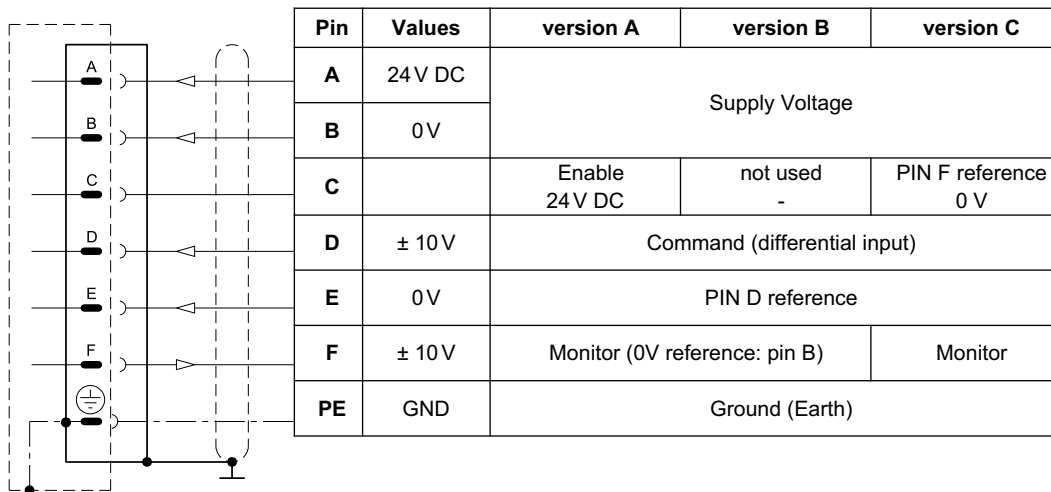 Pin Values version A version B version C
A 24 V DC Supply Voltage
B 0 V
C Enable 24 V DC not used - PIN F reference 0 V
D ± 10 V Command (differential input)
E 0 V PIN D reference
F ± 10 V Monitor (0V reference: pin B) Monitor
PE GND Ground (Earth)
A
B
C
D
E
F